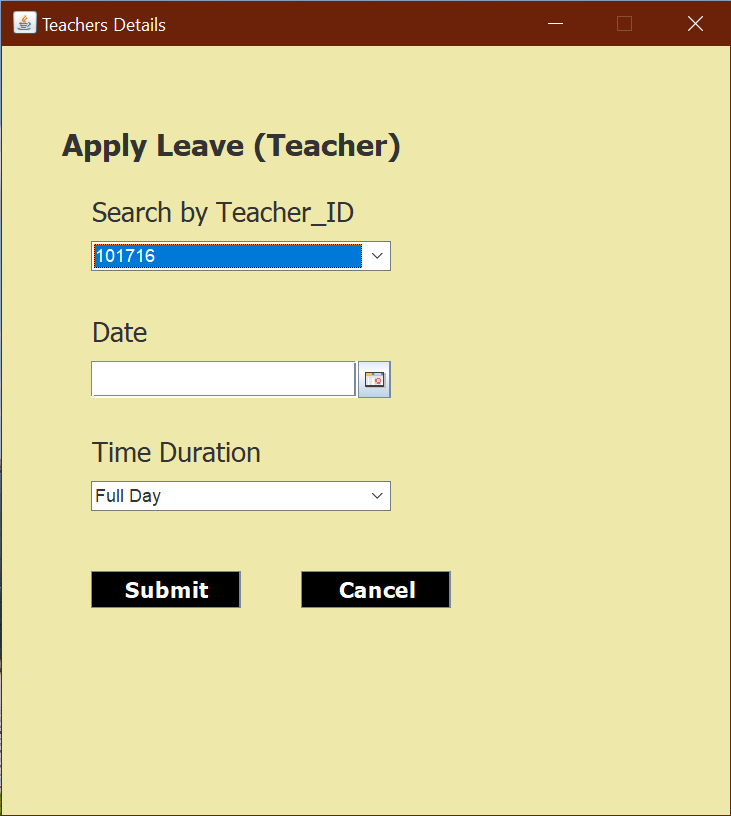 Teachers Details
Apply Leave (Teacher)
Search by Teacher_ID
101716
Date
Time Duration
Full Day
Submit Cancel